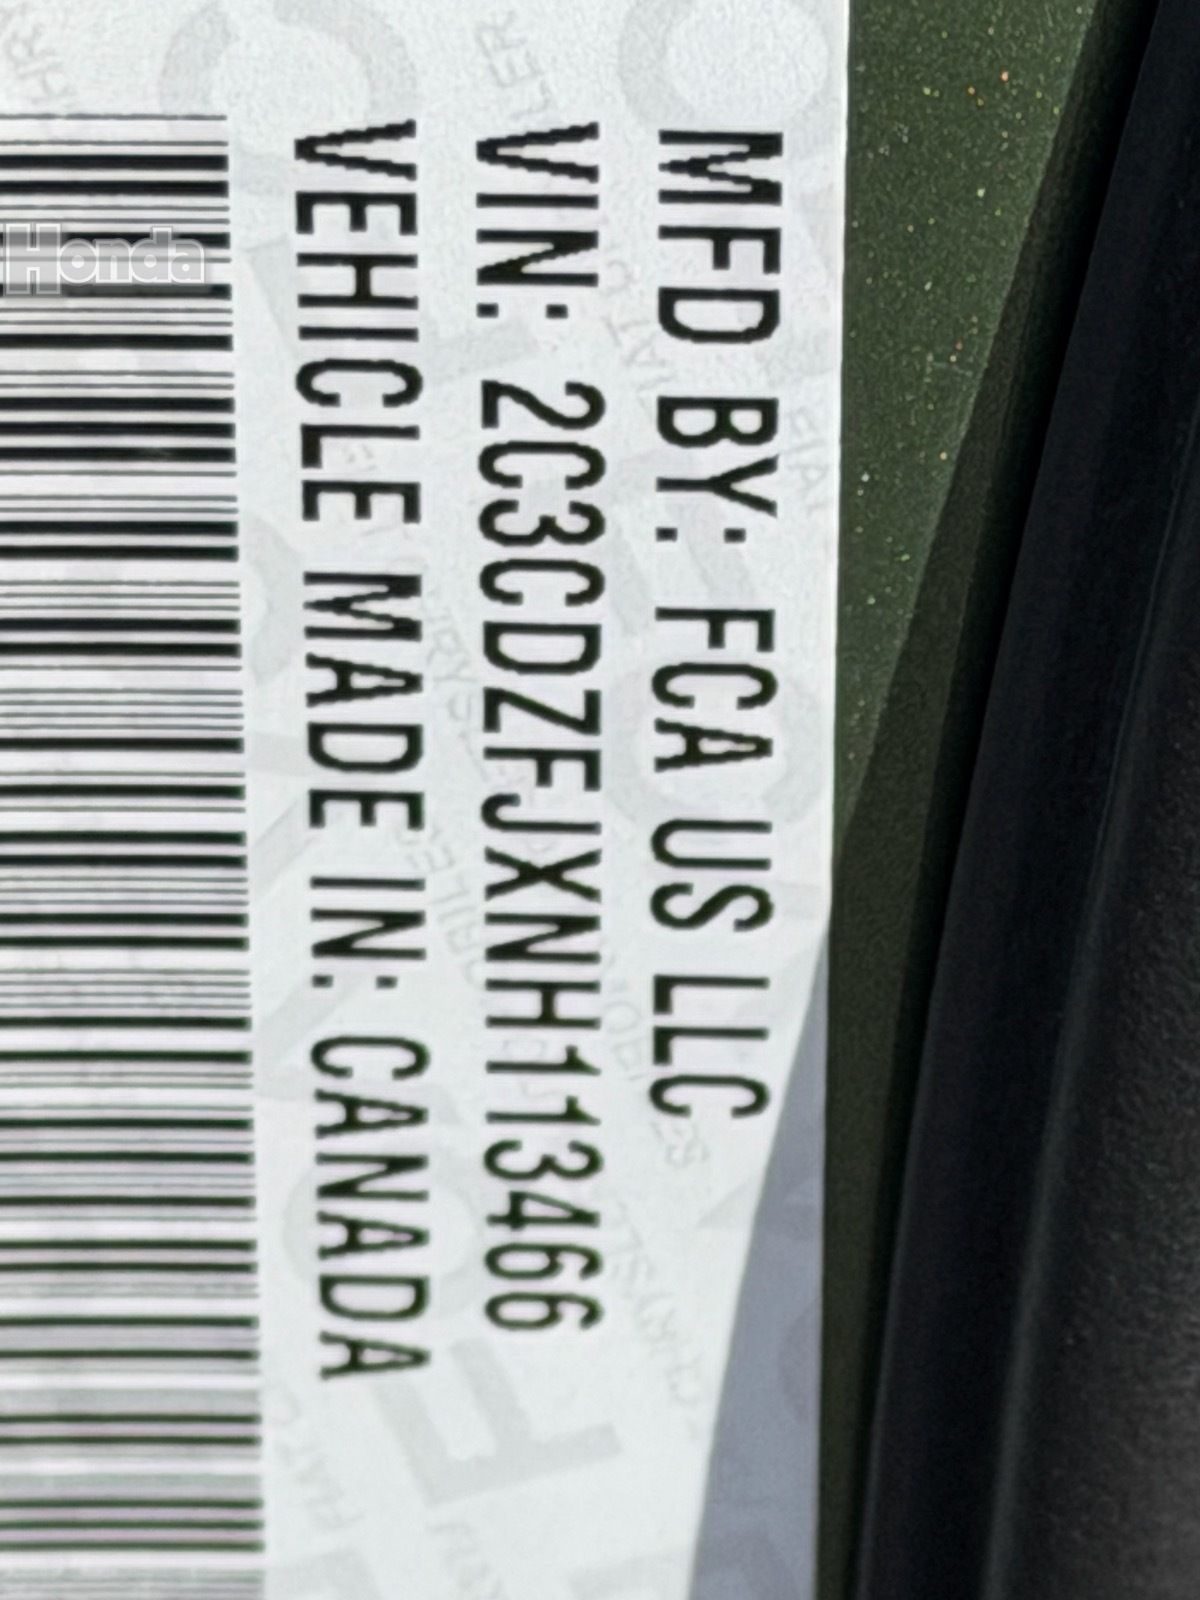 MFD BY: FCA US LLC
VIN: 2C3CDZFJXNH113466
VEHICLE MADE IN: CANADA
Honda